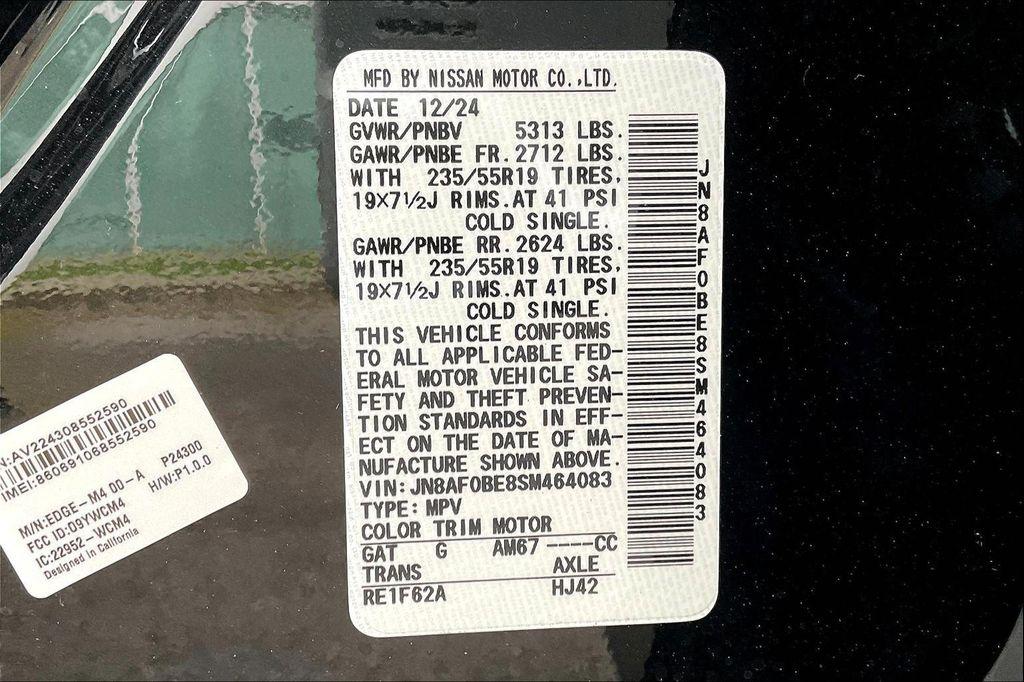 MFD BY NISSAN MOTOR CO.,LTD.
DATE 12/24
GVWR/PNBV 5313 LBS.
GAWR/PNBE FR. 2712 LBS.
WITH 235/55R19 TIRES,
19X7½J RIMS. AT 41 PSI
COLD SINGLE.
GAWR/PNBE RR. 2624 LBS.
WITH 235/55R19 TIRES,
19X7½J RIMS. AT 41 PSI
COLD SINGLE.
THIS VEHICLE CONFORMS
TO ALL APPLICABLE FED-
ERAL MOTOR VEHICLE SA-
FETY AND THEFT PREVEN-
TION STANDARDS IN EFF-
ECT ON THE DATE OF MA-
NUFACTURE SHOWN ABOVE.
VIN: JN8AF0BE8SM464083
TYPE: MPV
COLOR TRIM MOTOR
GAT G AM67 ----CC
TRANS AXLE
RE1F62A HJ42
JN8AF0BE8SM464083
N:AV224308552590
IMEI:860691068552590
M/N:EDGE-M4.00-A P24300
FCC ID:O9YWCM4 H/W:P1.0.0
IC:22952-WCM4
Designed in California